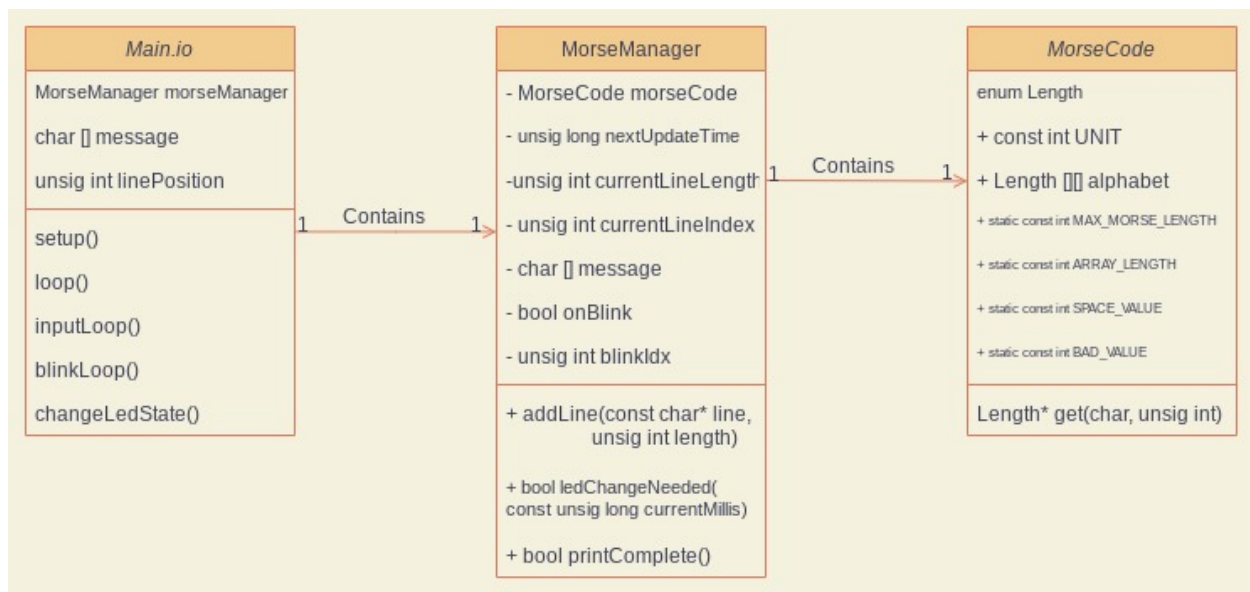 Main.io
MorseManager morseManager
char [] message
unsig int linePosition
setup()
loop()
inputLoop()
blinkLoop()
changeLedState()
1
Contains
1
MorseManager
- MorseCode morseCode
- unsig long nextUpdateTime
-unsig int currentLineLength
- unsig int currentLineIndex
- char [] message
- bool onBlink
- unsig int blinkIdx
+ addLine(const char* line,
unsig int length)
+ bool ledChangeNeeded(
const unsig long currentMillis)
+ bool printComplete()
1
Contains
1
MorseCode
enum Length
+ const int UNIT
+ Length [][] alphabet
+ static const int MAX_MORSE_LENGTH
+ static const int ARRAY_LENGTH
+ static const int SPACE_VALUE
+ static const int BAD_VALUE
Length* get(char, unsig int)